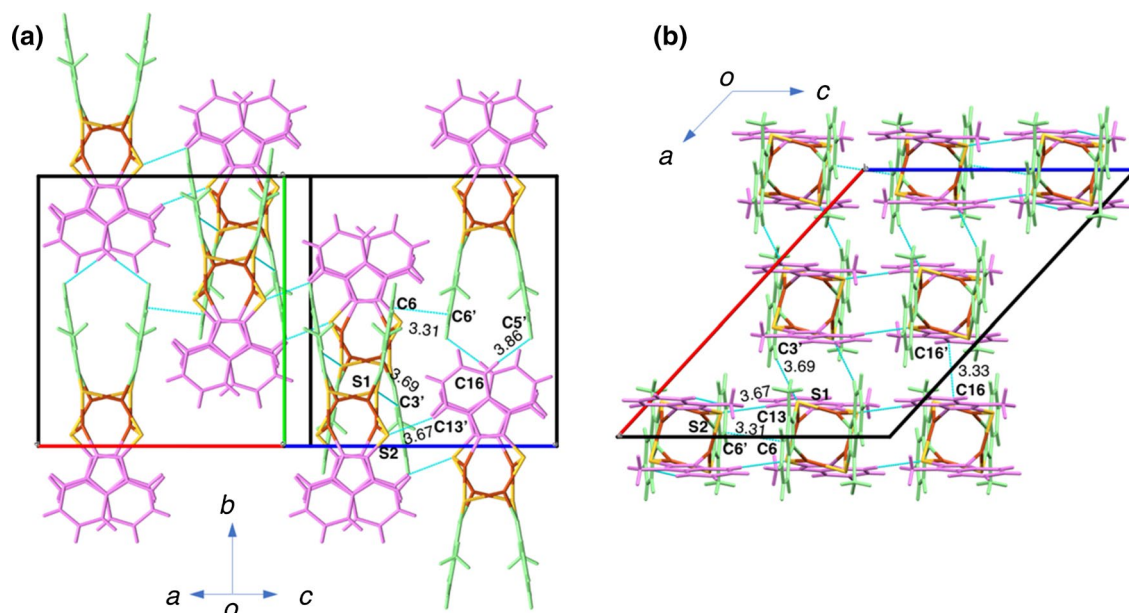 (a)
C6
C6'
3.31
C5'
3.86
S1
3.69
C16
C3'
C13'
3.67
S2
b
a
o
c
(b)
o
c
a
C3'
3.69
C16'
3.33
C16
3.67
S1
C13
S2
3.31
C6'
C6